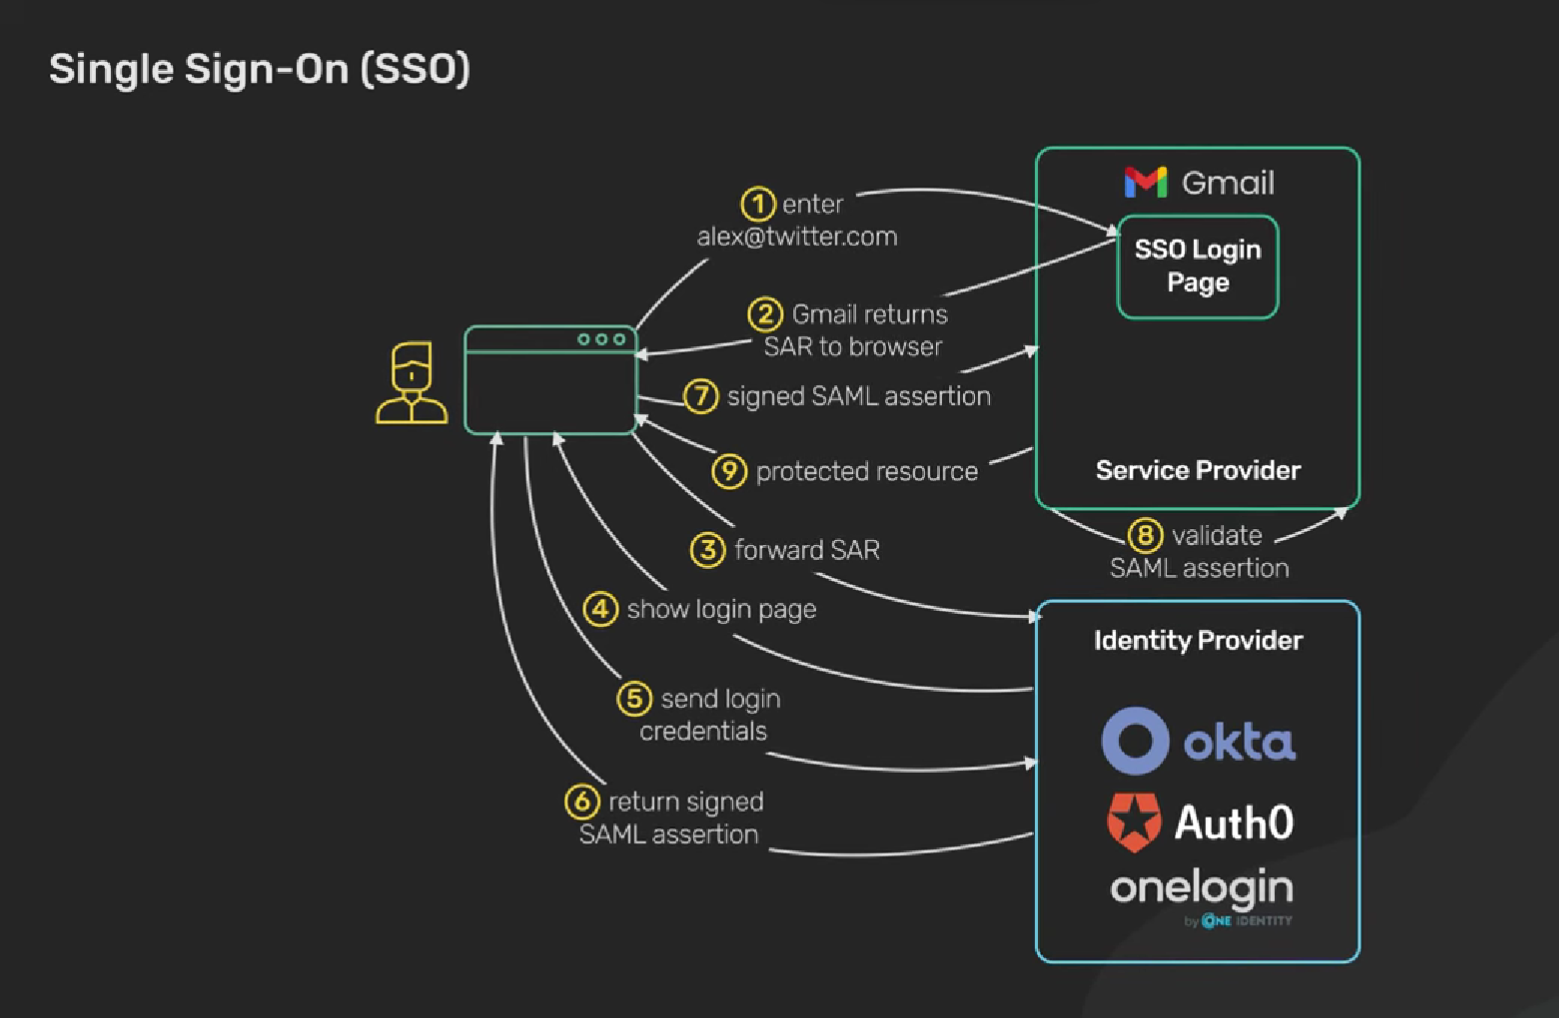 Single Sign-On (SSO)
Gmail
SSO Login
Page
Service Provider
1 enter
alex@twitter.com
2 Gmail returns
SAR to browser
7 signed SAML assertion
9 protected resource
8 validate
SAML assertion
3 forward SAR
4 show login page
5 send login
credentials
6 return signed
SAML assertion
Identity Provider
okta
Auth0
onelogin
by ONE IDENTITY